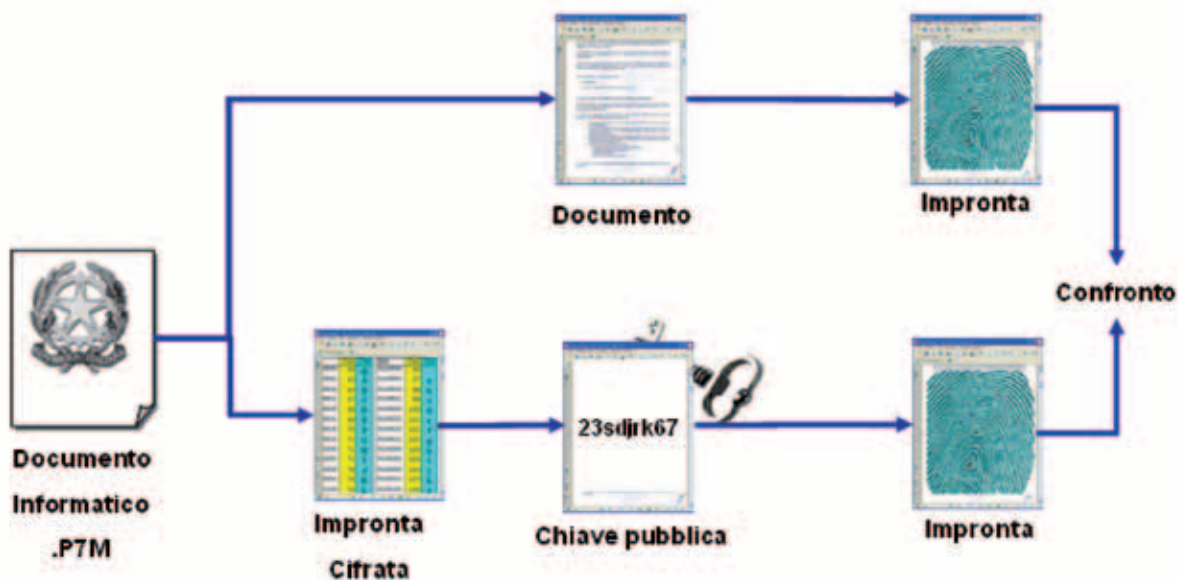 Documento
Impronta
Confronto
Documento
Informatico
.P7M
Impronta
Cifrata
23sdjrk67
Chiave pubblica
Impronta